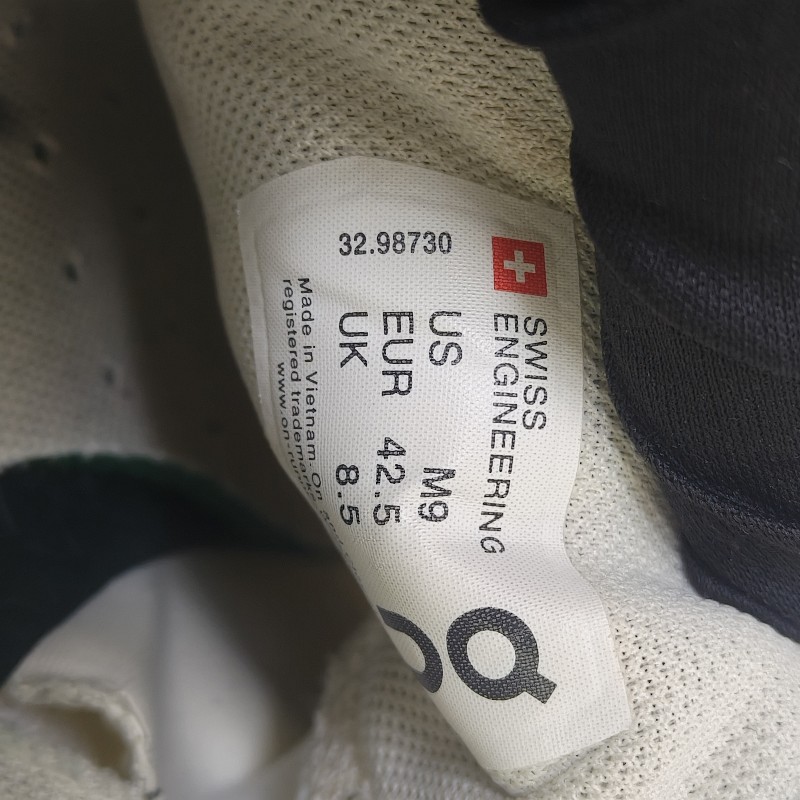 32.98730
SWISS
ENGINEERING
US M9
EUR 42.5
UK 8.5
Made in Vietnam. On
registered trademark
www.on-